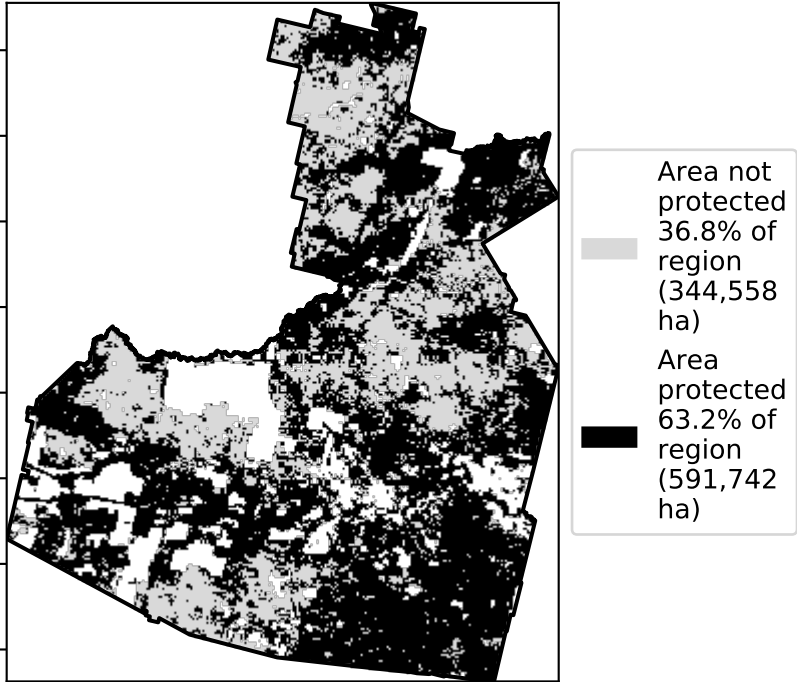 Area not
protected
36.8% of
region
(344,558
ha)
Area
protected
63.2% of
region
(591,742
ha)